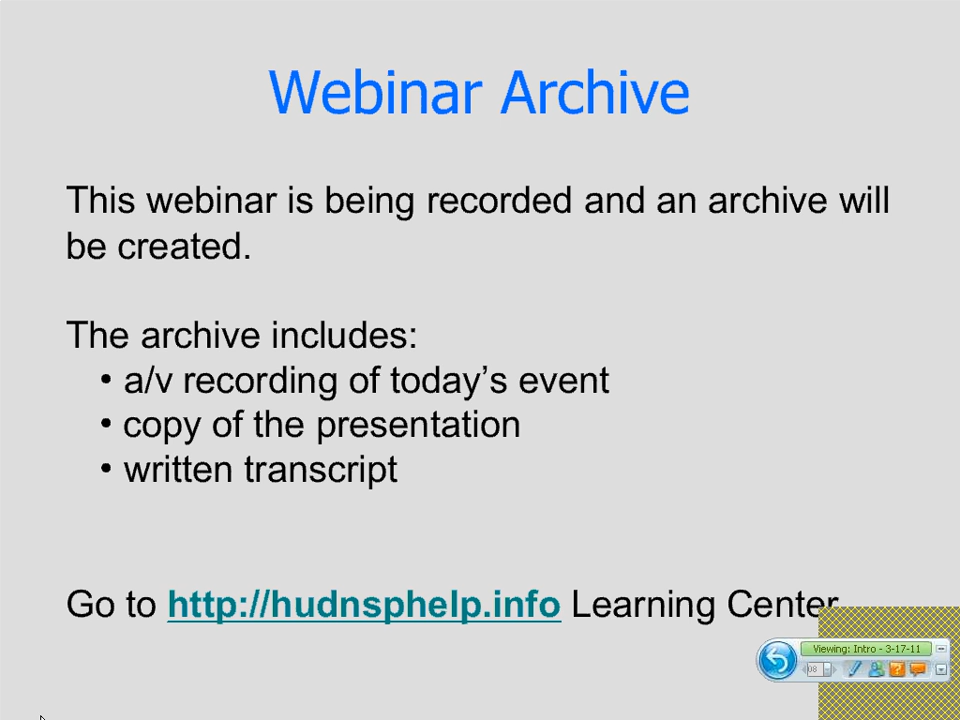 Webinar Archive
This webinar is being recorded and an archive will
be created.
The archive includes:
• a/v recording of today's event
• copy of the presentation
• written transcript
Go to http://hudnsphelp.info Learning Center
Viewing: Intro - 3-17-11
08